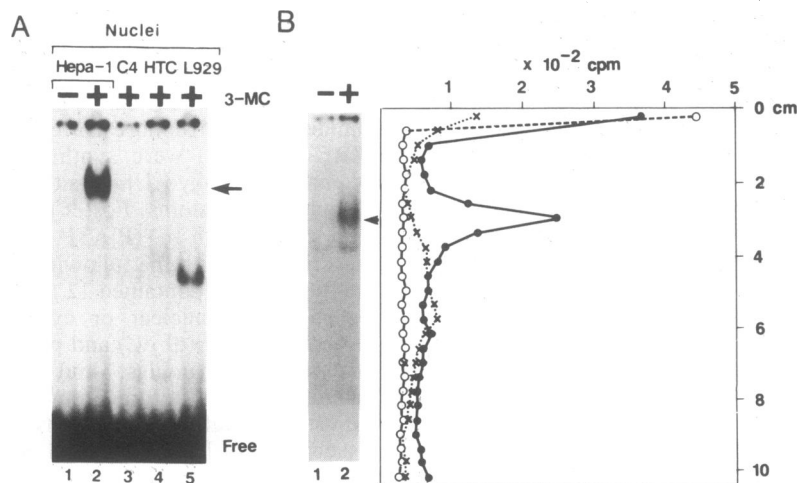 A
Nuclei
Hepa-1 C4 HTC L929
− + + + +
3-MC
Free
1 2 3 4 5
B
− +
1 2
x 10-2 cpm
1 2 3 4 5
0 cm
2
4
6
8
10